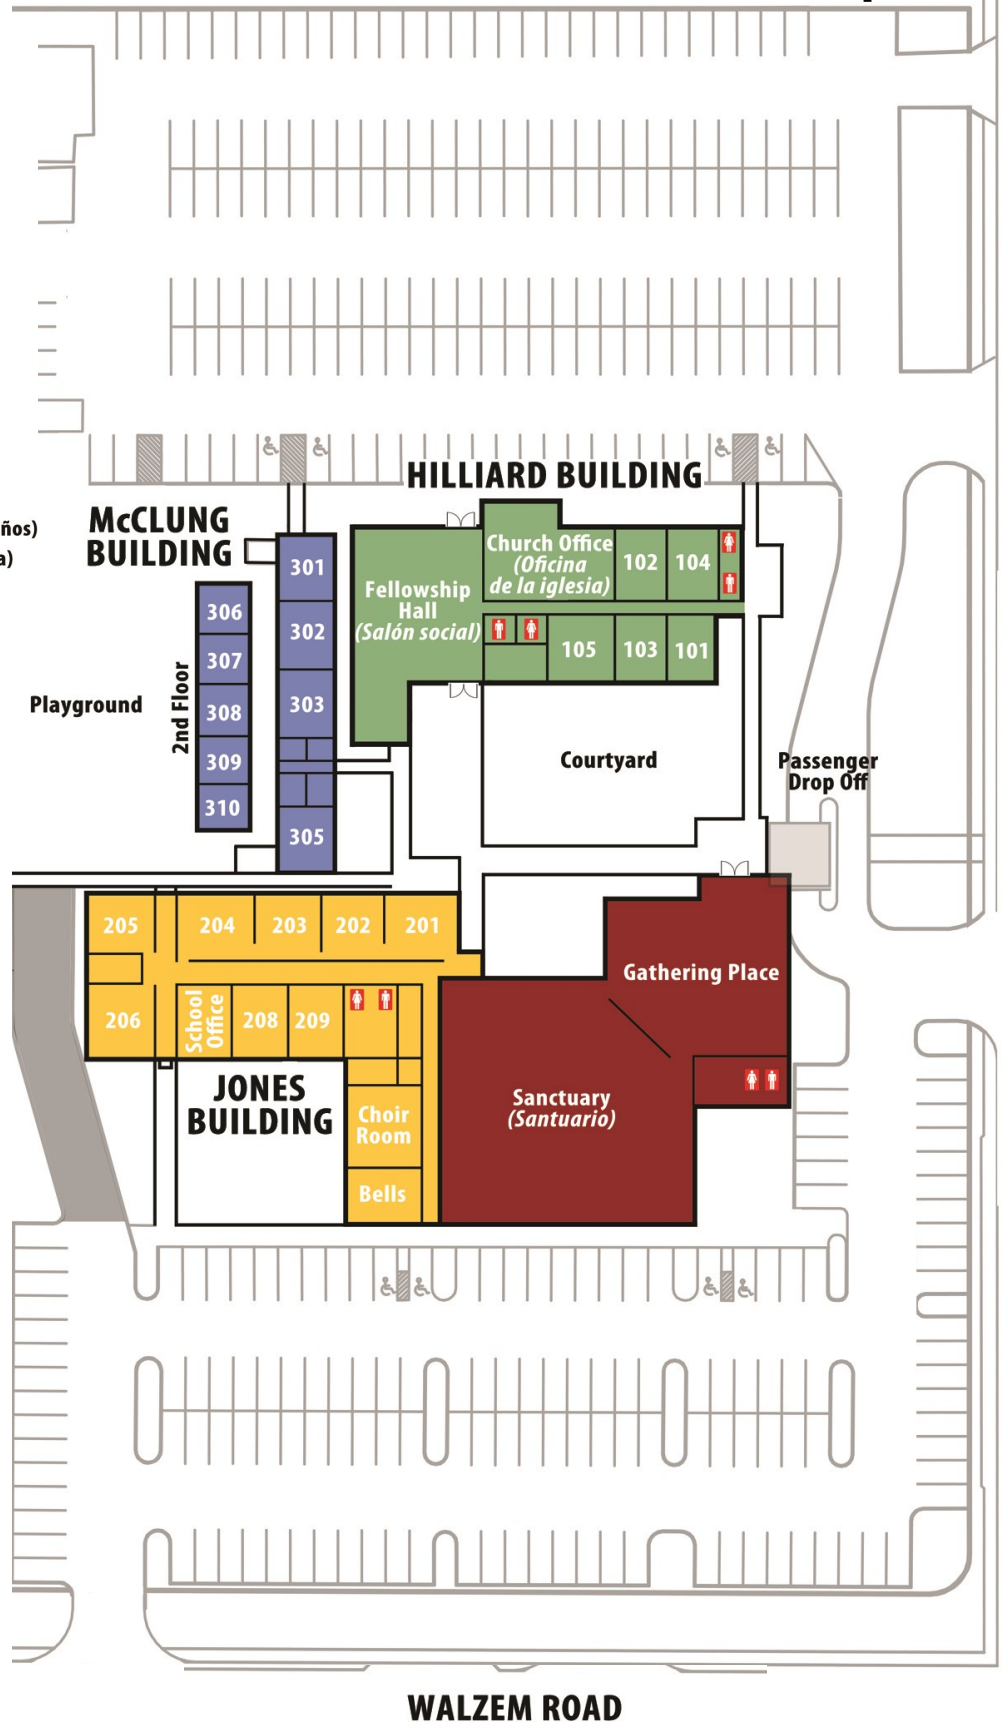 HILLIARD BUILDING
McCLUNG
BUILDING
ños)
a)
301
302
303
305
2nd Floor
306
307
308
309
310
Playground
Fellowship
Hall
(Salón social)
Church Office
(Oficina
de la iglesia)
102
104
105
103
101
Courtyard
Passenger
Drop Off
205
204
203
202
201
206
School
Office
208
209
JONES
BUILDING
Choir
Room
Bells
Gathering Place
Sanctuary
(Santuario)
WALZEM ROAD